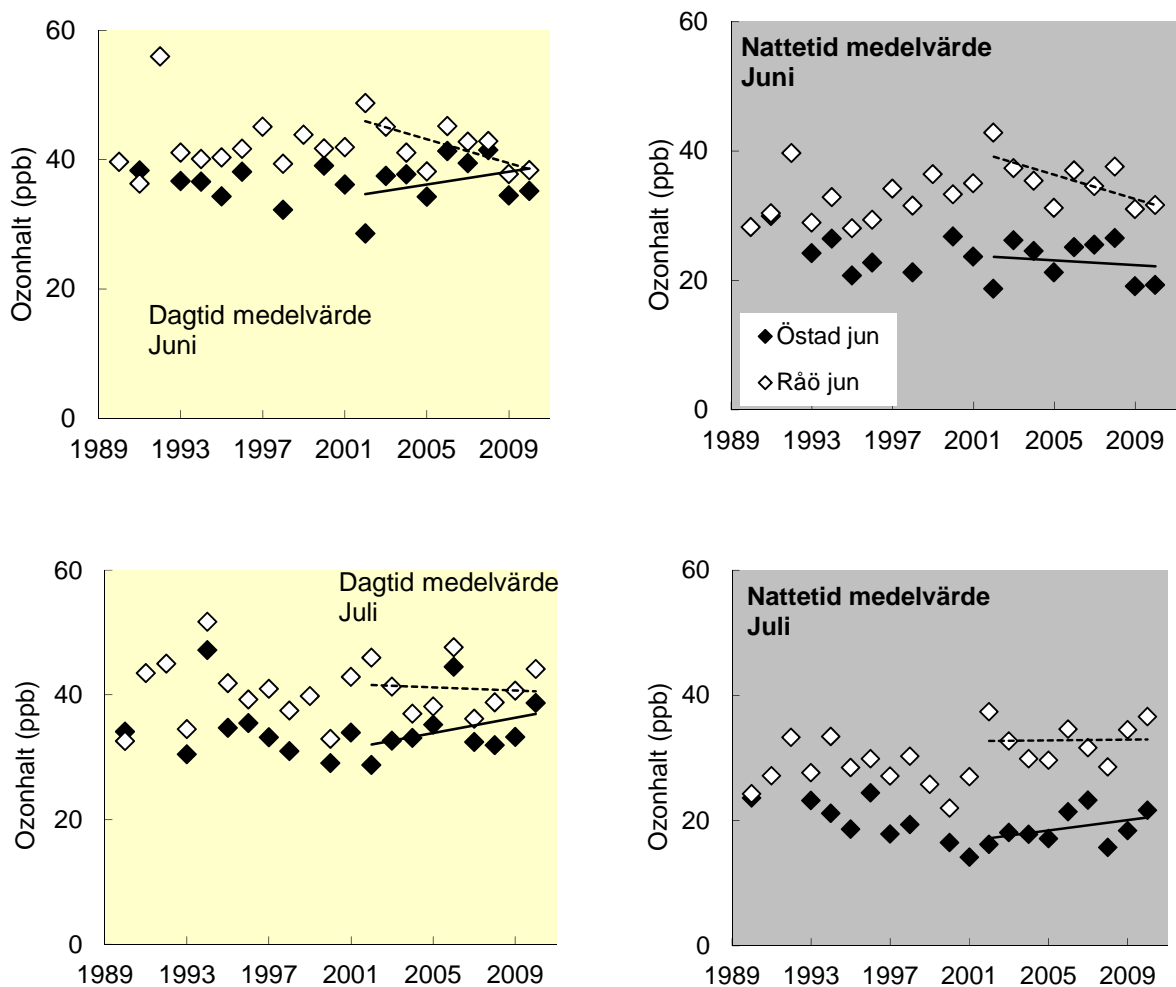 60
40
20
0
Ozonhalt (ppb)
Dagtid medelvärde
Juni
1989 1993 1997 2001 2005 2009
60
40
20
0
Ozonhalt (ppb)
Nattetid medelvärde
Juni
Östad jun
Råö jun
1989 1993 1997 2001 2005 2009
60
40
20
0
Ozonhalt (ppb)
Dagtid medelvärde
Juli
1989 1993 1997 2001 2005 2009
60
40
20
0
Ozonhalt (ppb)
Nattetid medelvärde
Juli
1989 1993 1997 2001 2005 2009